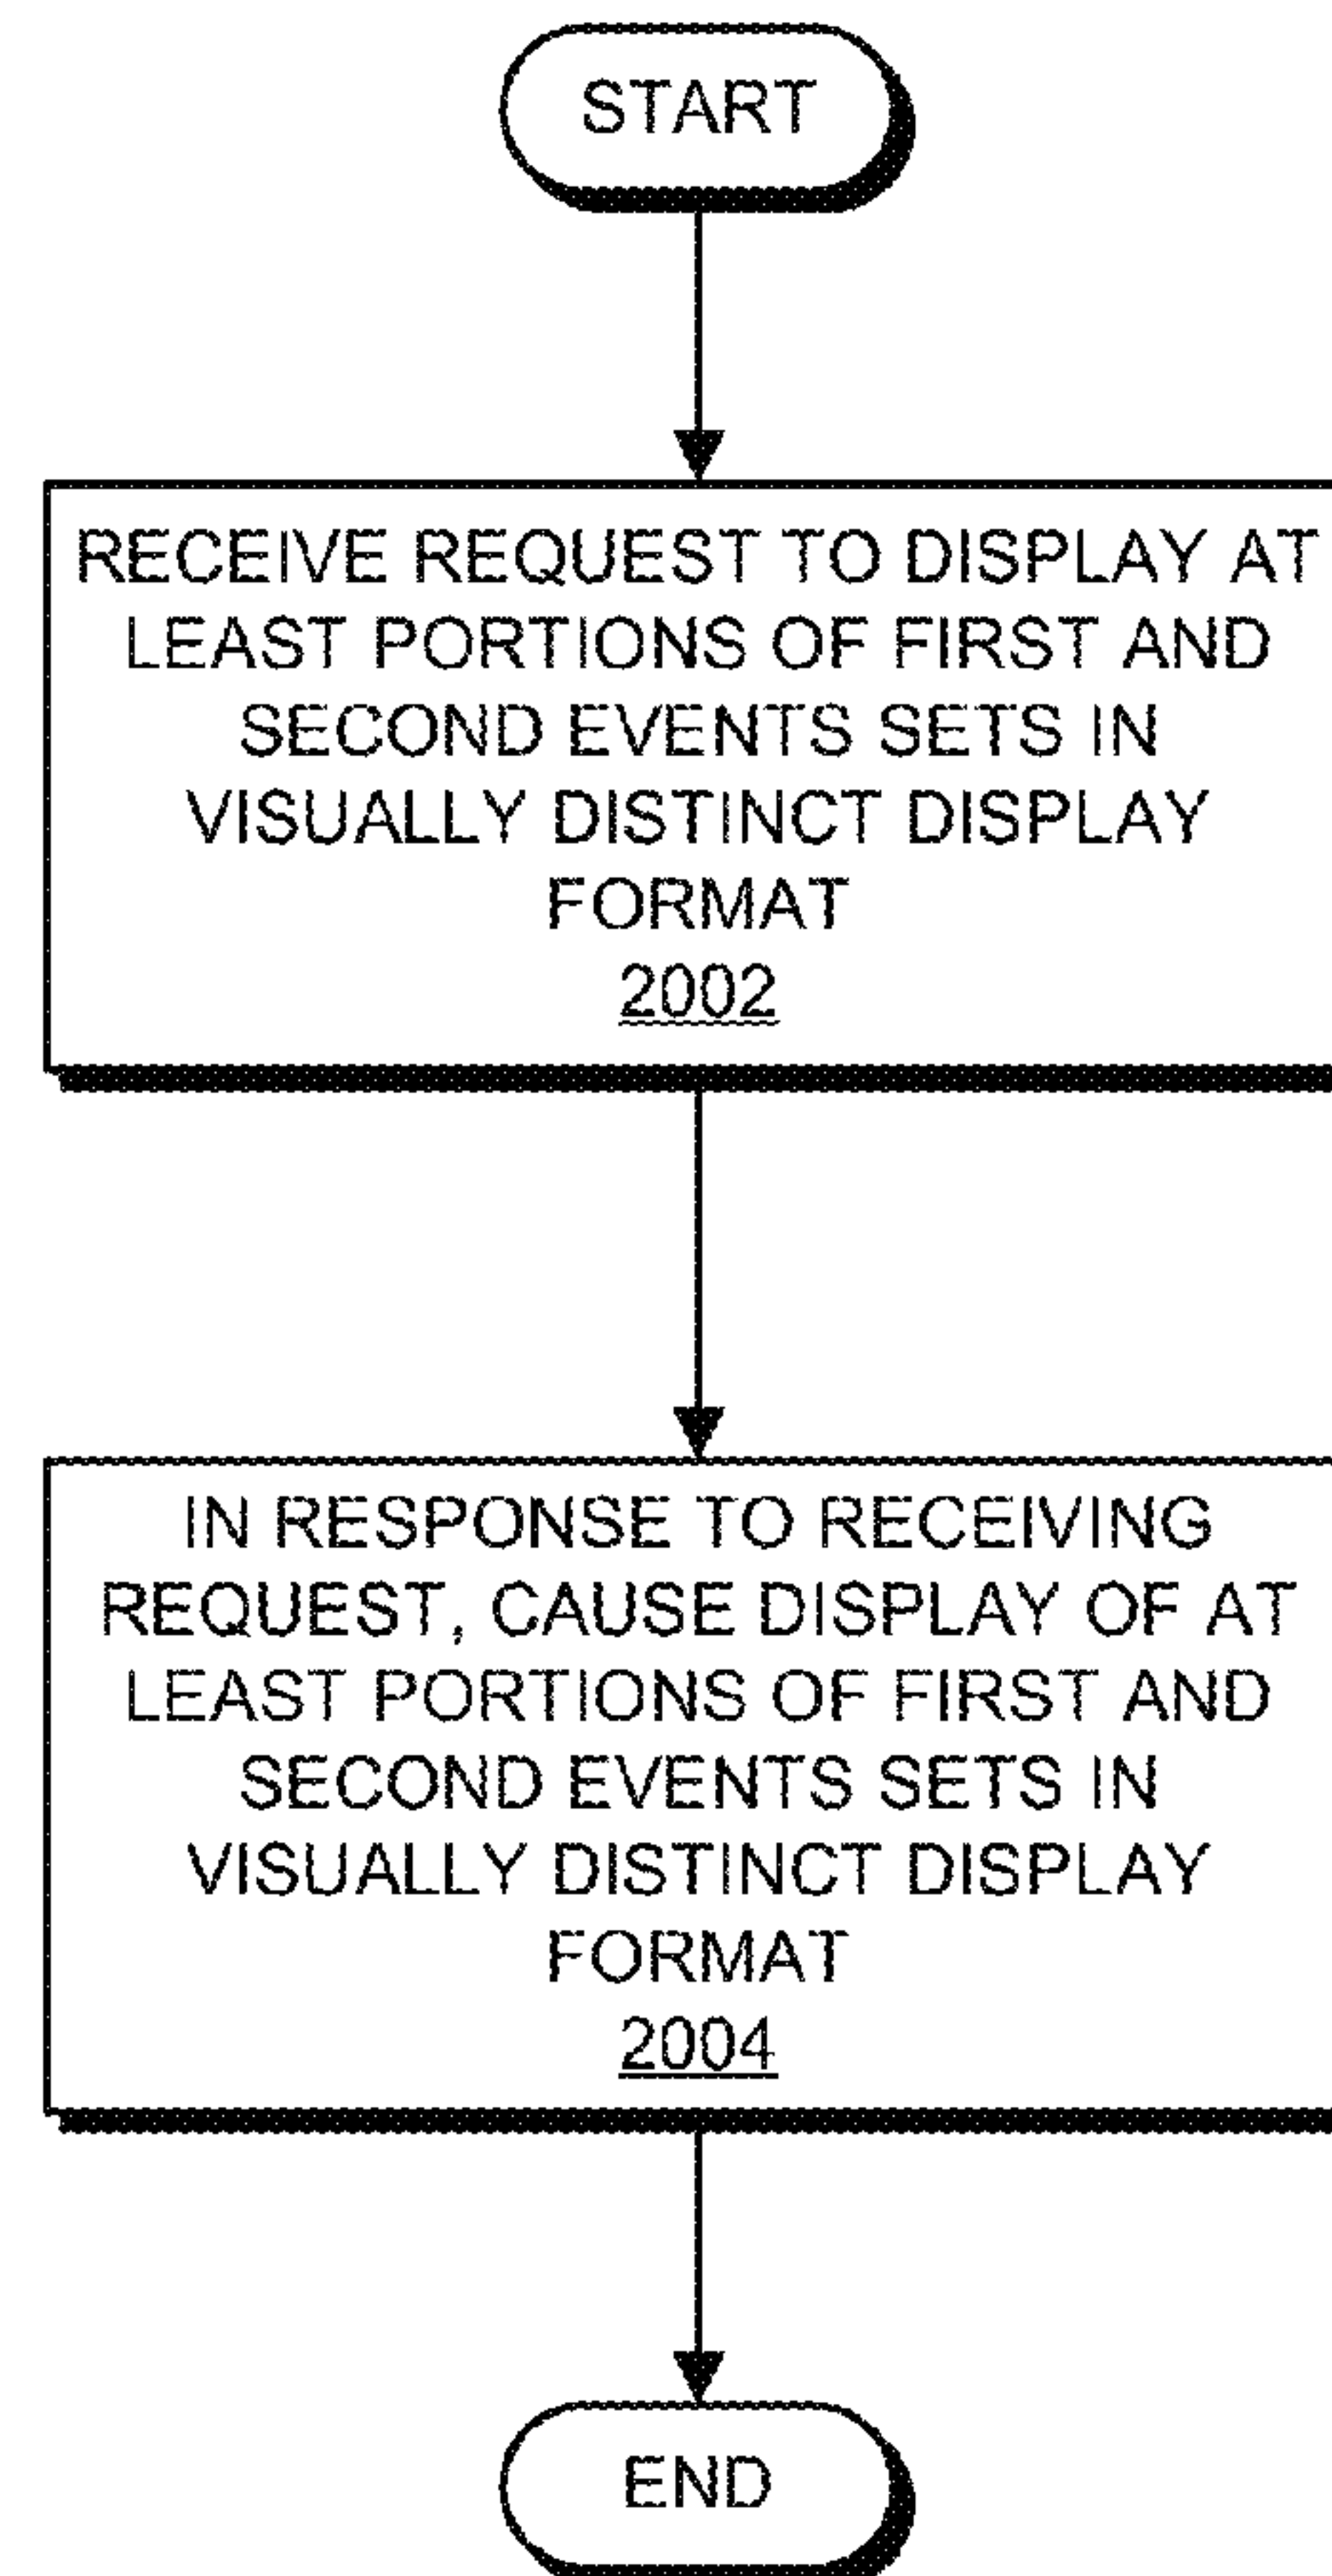 START
RECEIVE REQUEST TO DISPLAY AT
LEAST PORTIONS OF FIRST AND
SECOND EVENTS SETS IN
VISUALLY DISTINCT DISPLAY
FORMAT
2002
IN RESPONSE TO RECEIVING
REQUEST, CAUSE DISPLAY OF AT
LEAST PORTIONS OF FIRST AND
SECOND EVENTS SETS IN
VISUALLY DISTINCT DISPLAY
FORMAT
2004
END